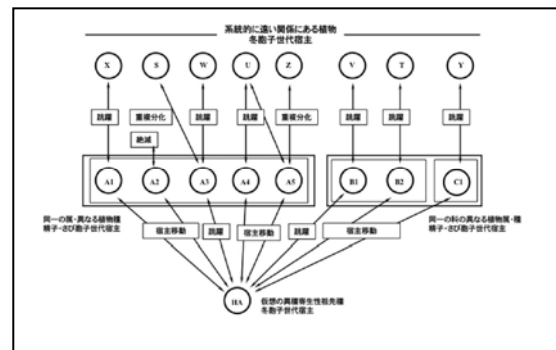 系統的に遠い関係にある植物
冬胞子世代宿主
X S W U Z V T Y
跳躍 重複分化 跳躍 跳躍 重複分化 跳躍 跳躍 跳躍
絶滅
A1 A2 A3 A4 A5 B1 B2 C1
同一の属・異なる植物種
精子・さび胞子世代宿主
同一の科の異なる植物属・種
精子・さび胞子世代宿主
宿主移動 跳躍 宿主移動 跳躍 宿主移動
HA
仮想の異種寄生性祖先種
冬胞子世代宿主